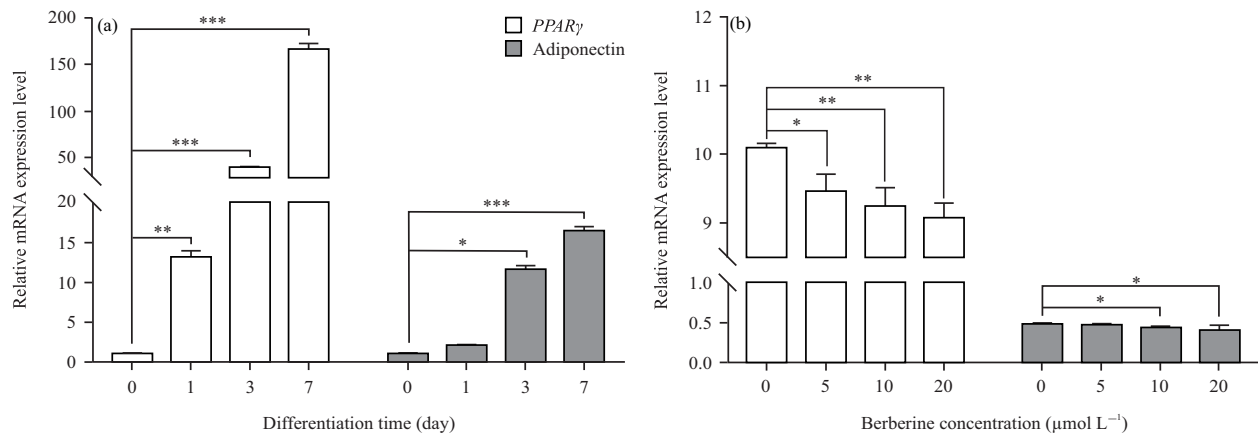 (a)
PPARγ
Adiponectin
Relative mRNA expression level
200
150
100
50
20
15
10
5
0
***
***
**
***
*
0 1 3 7 0 1 3 7
Differentiation time (day)
(b)
Relative mRNA expression level
12
11
10
9
1.0
0.5
0.0
**
**
*
*
*
0 5 10 20 0 5 10 20
Berberine concentration (µmol L⁻¹)